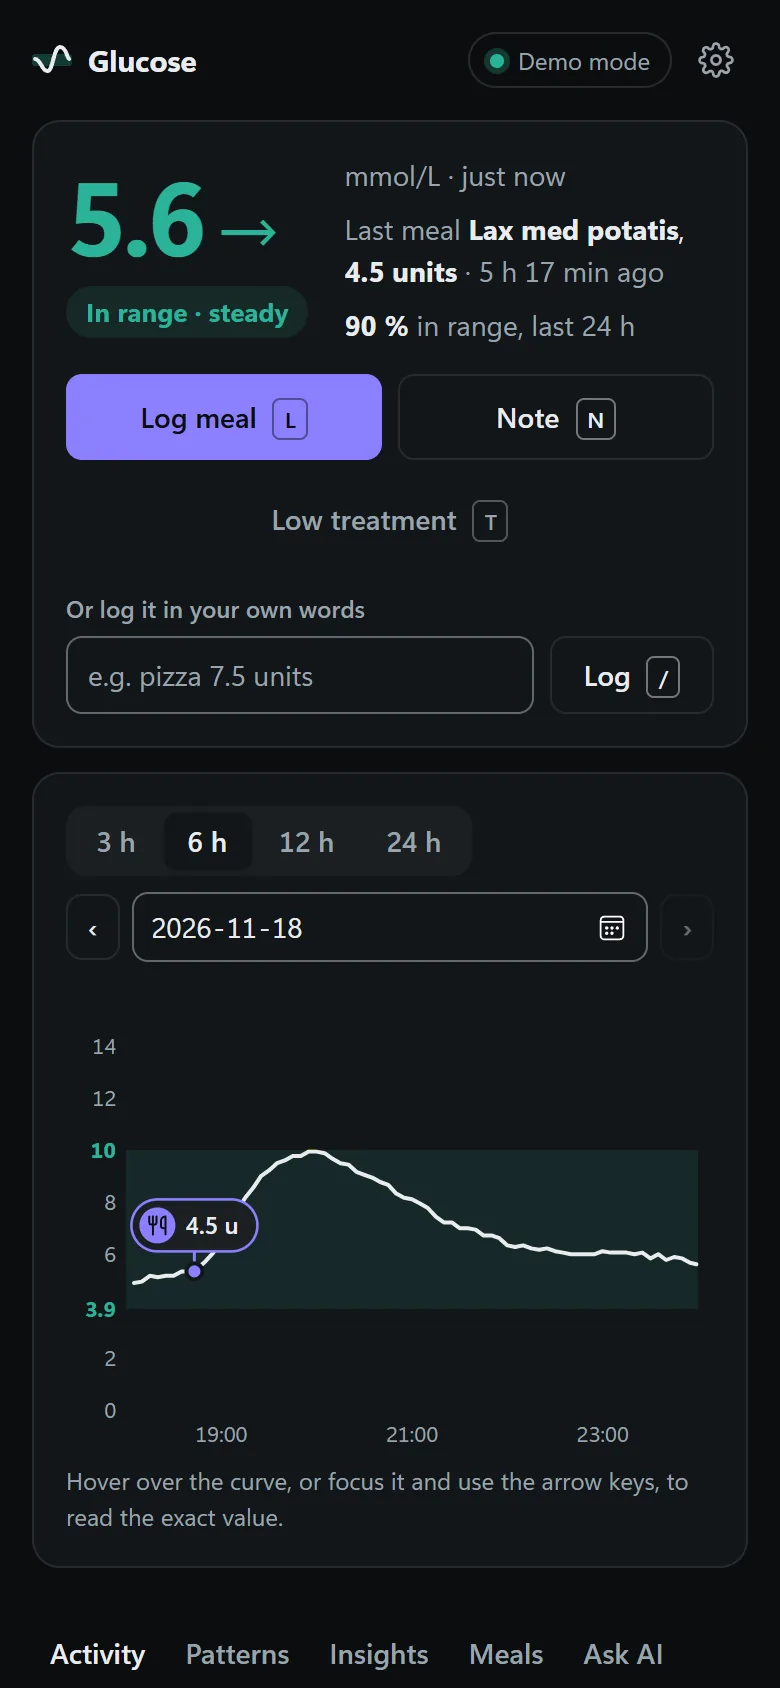 Glucose
Demo mode
5.6 →
mmol/L · just now
Last meal Lax med potatis,
4.5 units · 5 h 17 min ago
In range · steady
90 % in range, last 24 h
Log meal L
Note N
Low treatment T
Or log it in your own words
e.g. pizza 7.5 units
Log /
3 h
6 h
12 h
24 h
‹
2026-11-18
›
14
12
10
8
4.5 u
6
3.9
2
0
19:00
21:00
23:00
Hover over the curve, or focus it and use the arrow keys, to
read the exact value.
Activity
Patterns
Insights
Meals
Ask AI